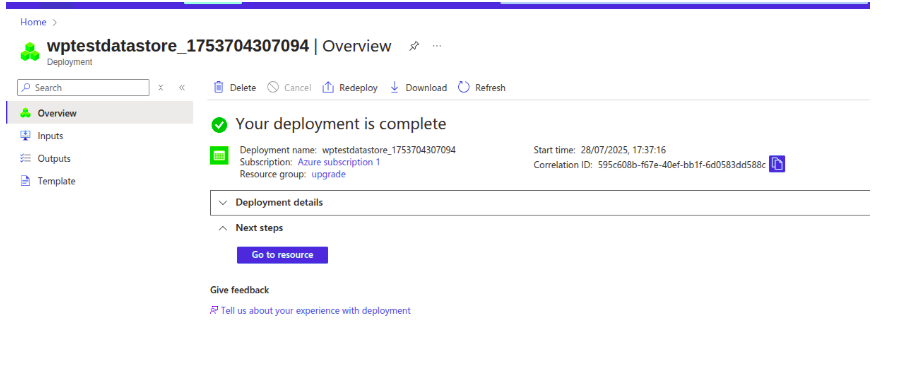 Home >
wptestdatastore_1753704307094 | Overview ...
Deployment
Search
Delete Cancel Redeploy Download Refresh
Overview
Inputs
Outputs
Template
Your deployment is complete
Deployment name: wptestdatastore_1753704307094
Subscription: Azure subscription 1
Resource group: upgrade
Start time: 28/07/2025, 17:37:16
Correlation ID: 595c608b-f67e-40ef-bb1f-6d0583dd588c
Deployment details
Next steps
Go to resource
Give feedback
Tell us about your experience with deployment